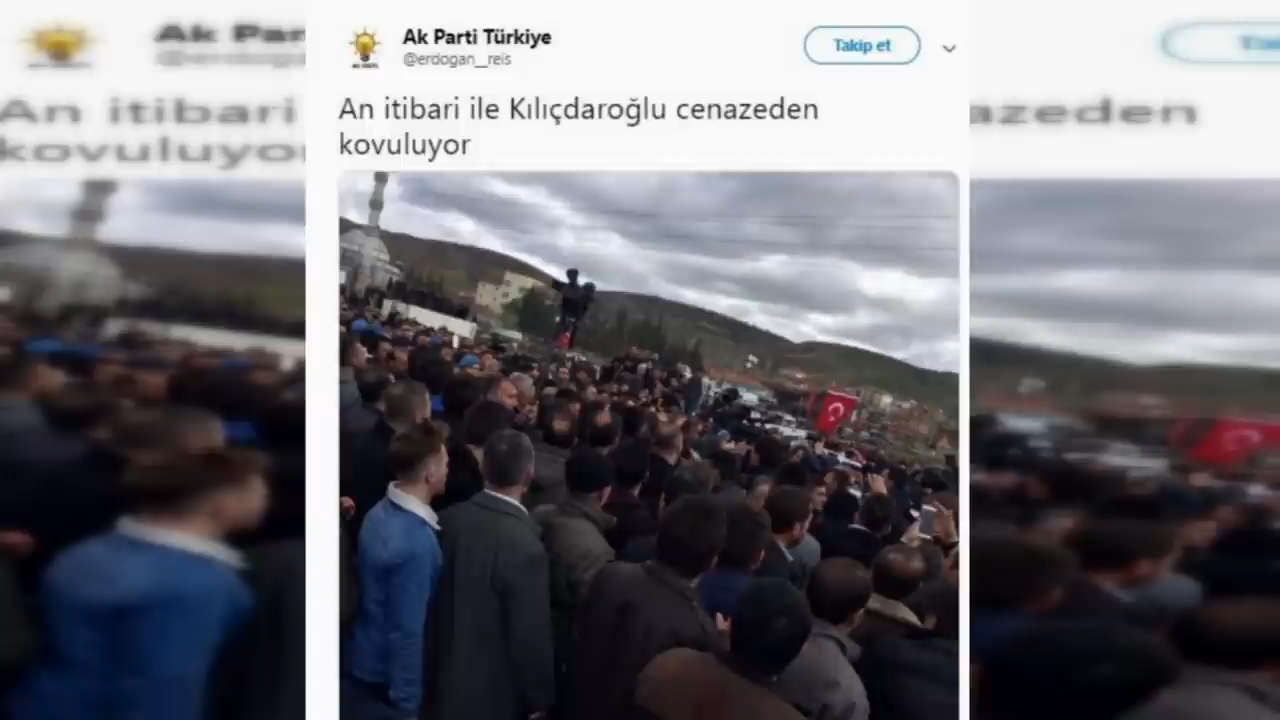 Ak Parti Türkiye
@erdogan__reis
Takip et
An itibari ile Kılıçdaroğlu cenazeden
kovuluyor